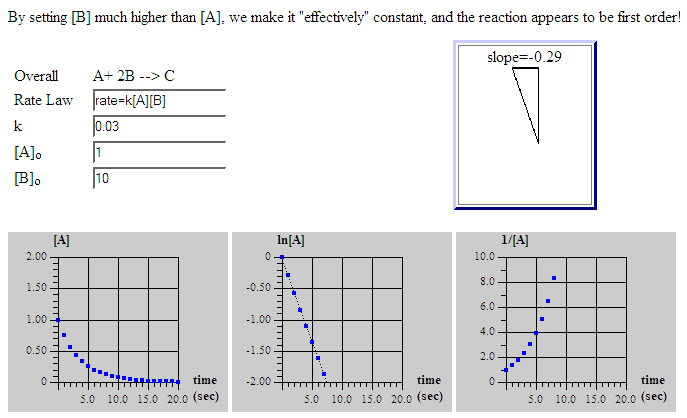 By setting [B] much higher than [A], we make it "effectively" constant, and the reaction appears to be first order!
slope=-0.29
Overall A+ 2B --> C
Rate Law rate=k[A][B]
k 0.03
[A]o 1
[B]o 10
[A]
2.00
1.50
1.00
0.50
0
5.0 10.0 15.0 20.0
time
(sec)
ln[A]
0
-0.50
-1.00
-1.50
-2.00
5.0 10.0 15.0 20.0
time
(sec)
1/[A]
10.0
8.0
6.0
4.0
2.0
0
5.0 10.0 15.0 20.0
time
(sec)